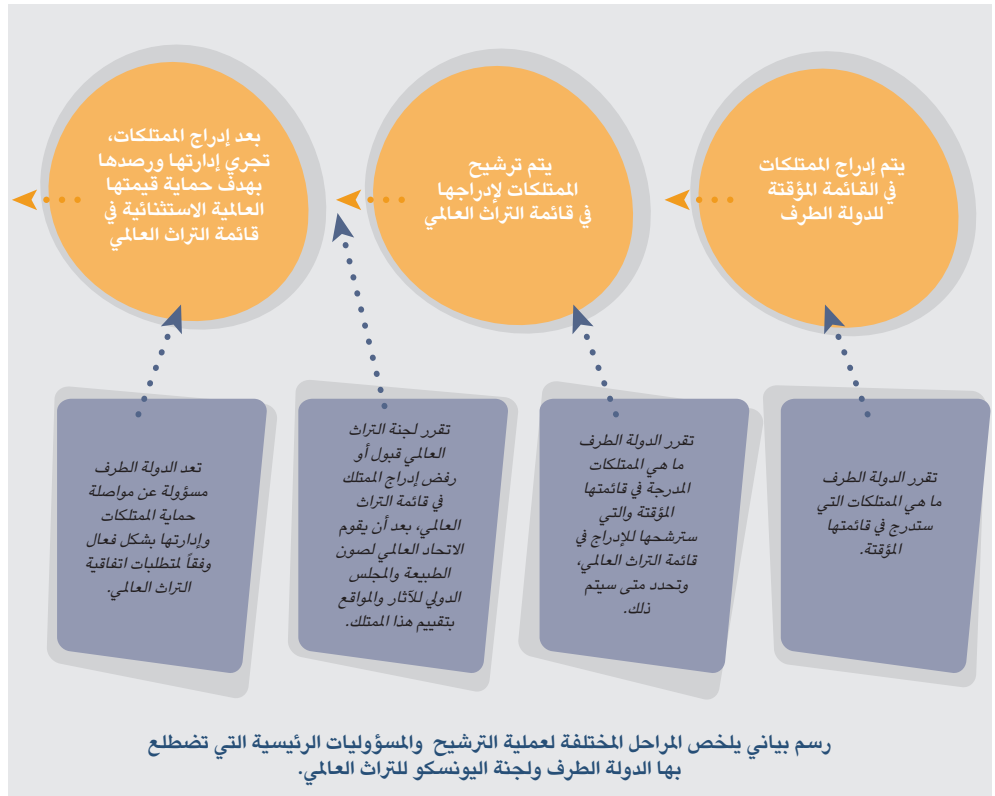 يتم إدراج الممتلكات
في القائمة المؤقتة
للدولة الطرف
يتم ترشيح
الممتلكات لإدراجها
في قائمة التراث العالمي
بعد إدراج الممتلكات،
تجري إدارتها ورصدها
بهدف حماية قيمتها
العالمية الاستثنائية في
قائمة التراث العالمي
تقرر الدولة الطرف
ما هي الممتلكات التي
ستدرج في قائمتها
المؤقتة.
تقرر الدولة الطرف
ما هي الممتلكات
المدرجة في قائمتها
المؤقتة والتي
سترشحها للإدراج في
قائمة التراث العالمي،
وتحدد متى سيتم
ذلك.
تقرر لجنة التراث
العالمي قبول أو
رفض إدراج الممتلك
في قائمة التراث
العالمي، بعد أن يقوم
الاتحاد العالمي لصون
الطبيعة والمجلس
الدولي للآثار والمواقع
بتقييم هذا الممتلك.
تعد الدولة الطرف
مسؤولة عن مواصلة
حماية الممتلكات
وإدارتها بشكل فعال
وفقاً لمتطلبات اتفاقية
التراث العالمي.
رسم بياني يلخص المراحل المختلفة لعملية الترشيح والمسؤوليات الرئيسية التي تضطلع
بها الدولة الطرف ولجنة اليونسكو للتراث العالمي.